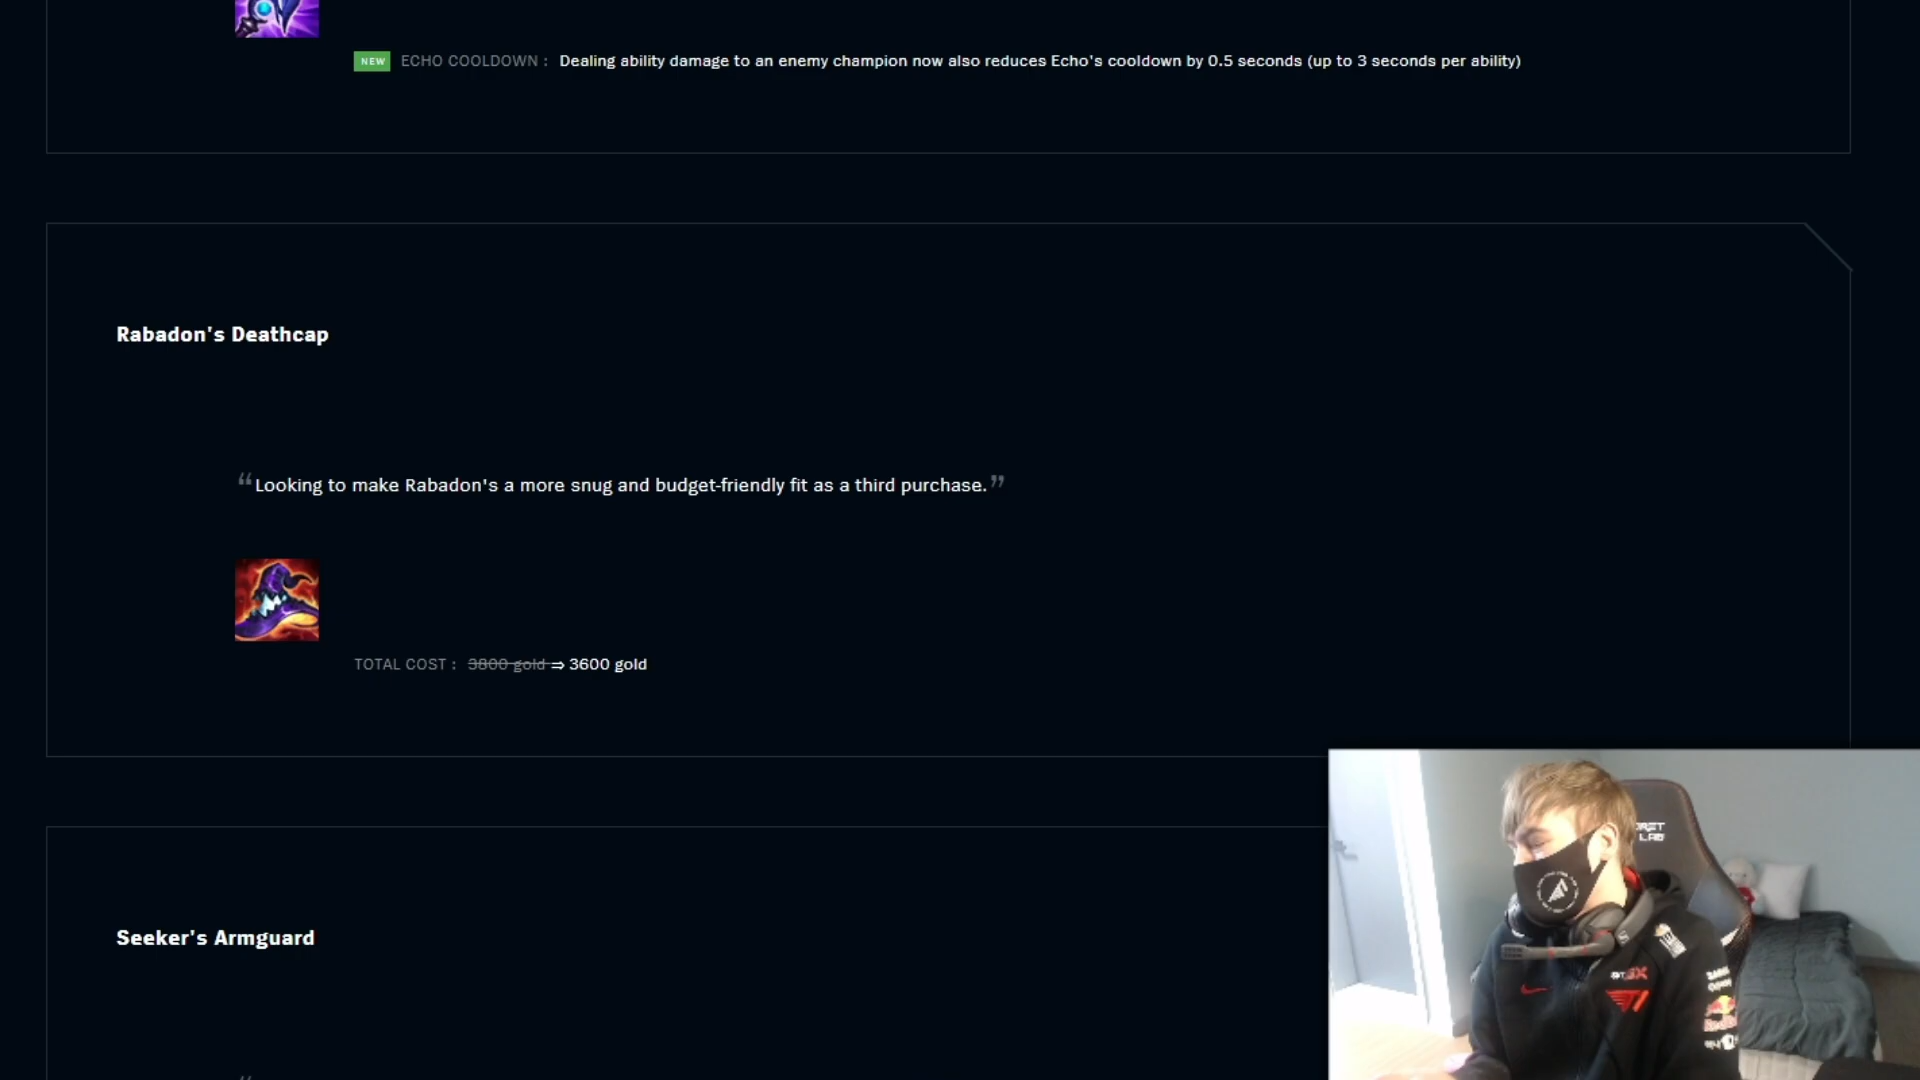 NEW ECHO COOLDOWN : Dealing ability damage to an enemy champion now also reduces Echo's cooldown by 0.5 seconds (up to 3 seconds per ability)
Rabadon's Deathcap
“Looking to make Rabadon's a more snug and budget-friendly fit as a third purchase.”
TOTAL COST : 3800 gold ⇒ 3600 gold
Seeker's Armguard
LAB
T1